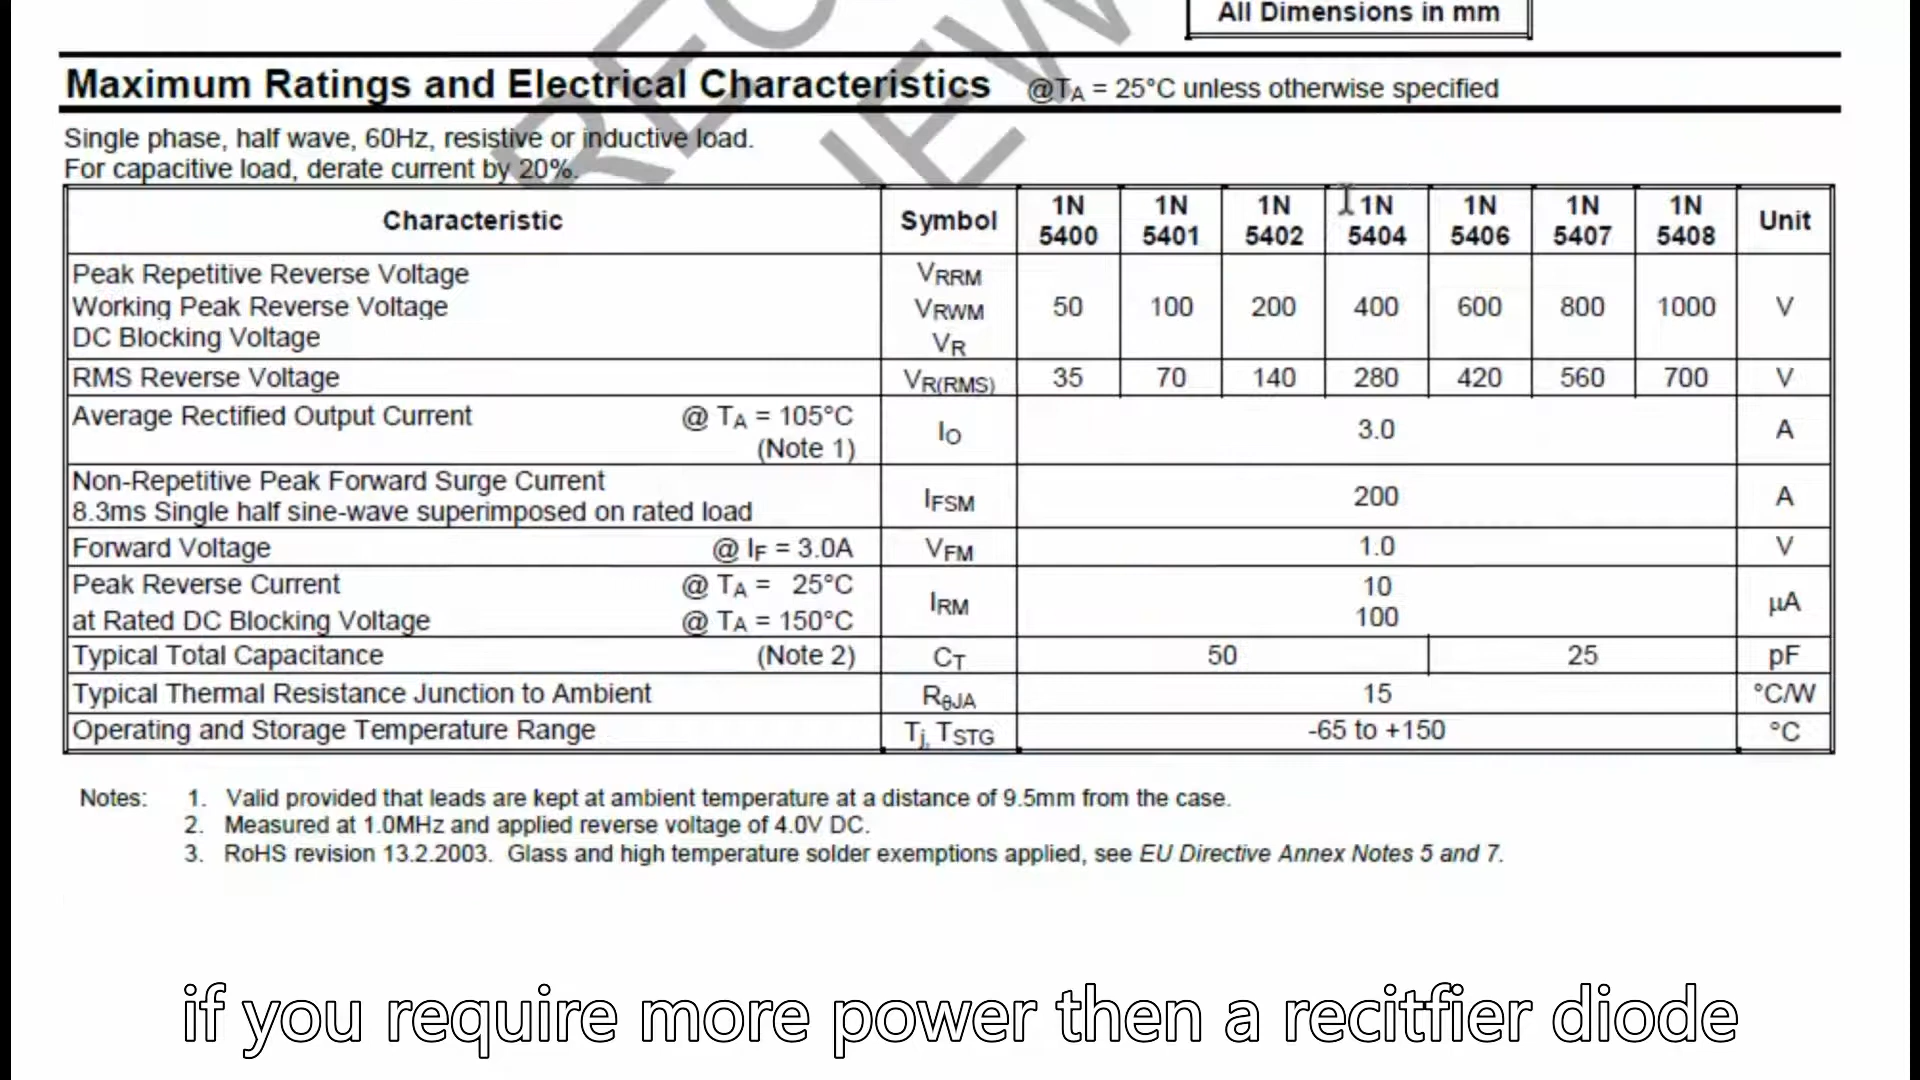 All Dimensions in mm
Maximum Ratings and Electrical Characteristics @TA = 25°C unless otherwise specified
Single phase, half wave, 60Hz, resistive or inductive load.
For capacitive load, derate current by 20%.
Characteristic Symbol 1N 5400 1N 5401 1N 5402 1N 5404 1N 5406 1N 5407 1N 5408 Unit
Peak Repetitive Reverse Voltage VRRM
Working Peak Reverse Voltage VRWM 50 100 200 400 600 800 1000 V
DC Blocking Voltage VR
RMS Reverse Voltage VR(RMS) 35 70 140 280 420 560 700 V
Average Rectified Output Current @ TA = 105°C
(Note 1) IO 3.0 A
Non-Repetitive Peak Forward Surge Current
8.3ms Single half sine-wave superimposed on rated load IFSM 200 A
Forward Voltage @ IF = 3.0A VFM 1.0 V
Peak Reverse Current @ TA = 25°C 10
at Rated DC Blocking Voltage @ TA = 150°C IRM 100 µA
Typical Total Capacitance (Note 2) CT 50 25 pF
Typical Thermal Resistance Junction to Ambient RθJA 15 °C/W
Operating and Storage Temperature Range Tj, TSTG -65 to +150 °C
Notes: 1. Valid provided that leads are kept at ambient temperature at a distance of 9.5mm from the case.
2. Measured at 1.0MHz and applied reverse voltage of 4.0V DC.
3. RoHS revision 13.2.2003. Glass and high temperature solder exemptions applied, see EU Directive Annex Notes 5 and 7.
if you require more power then a recitfier diode